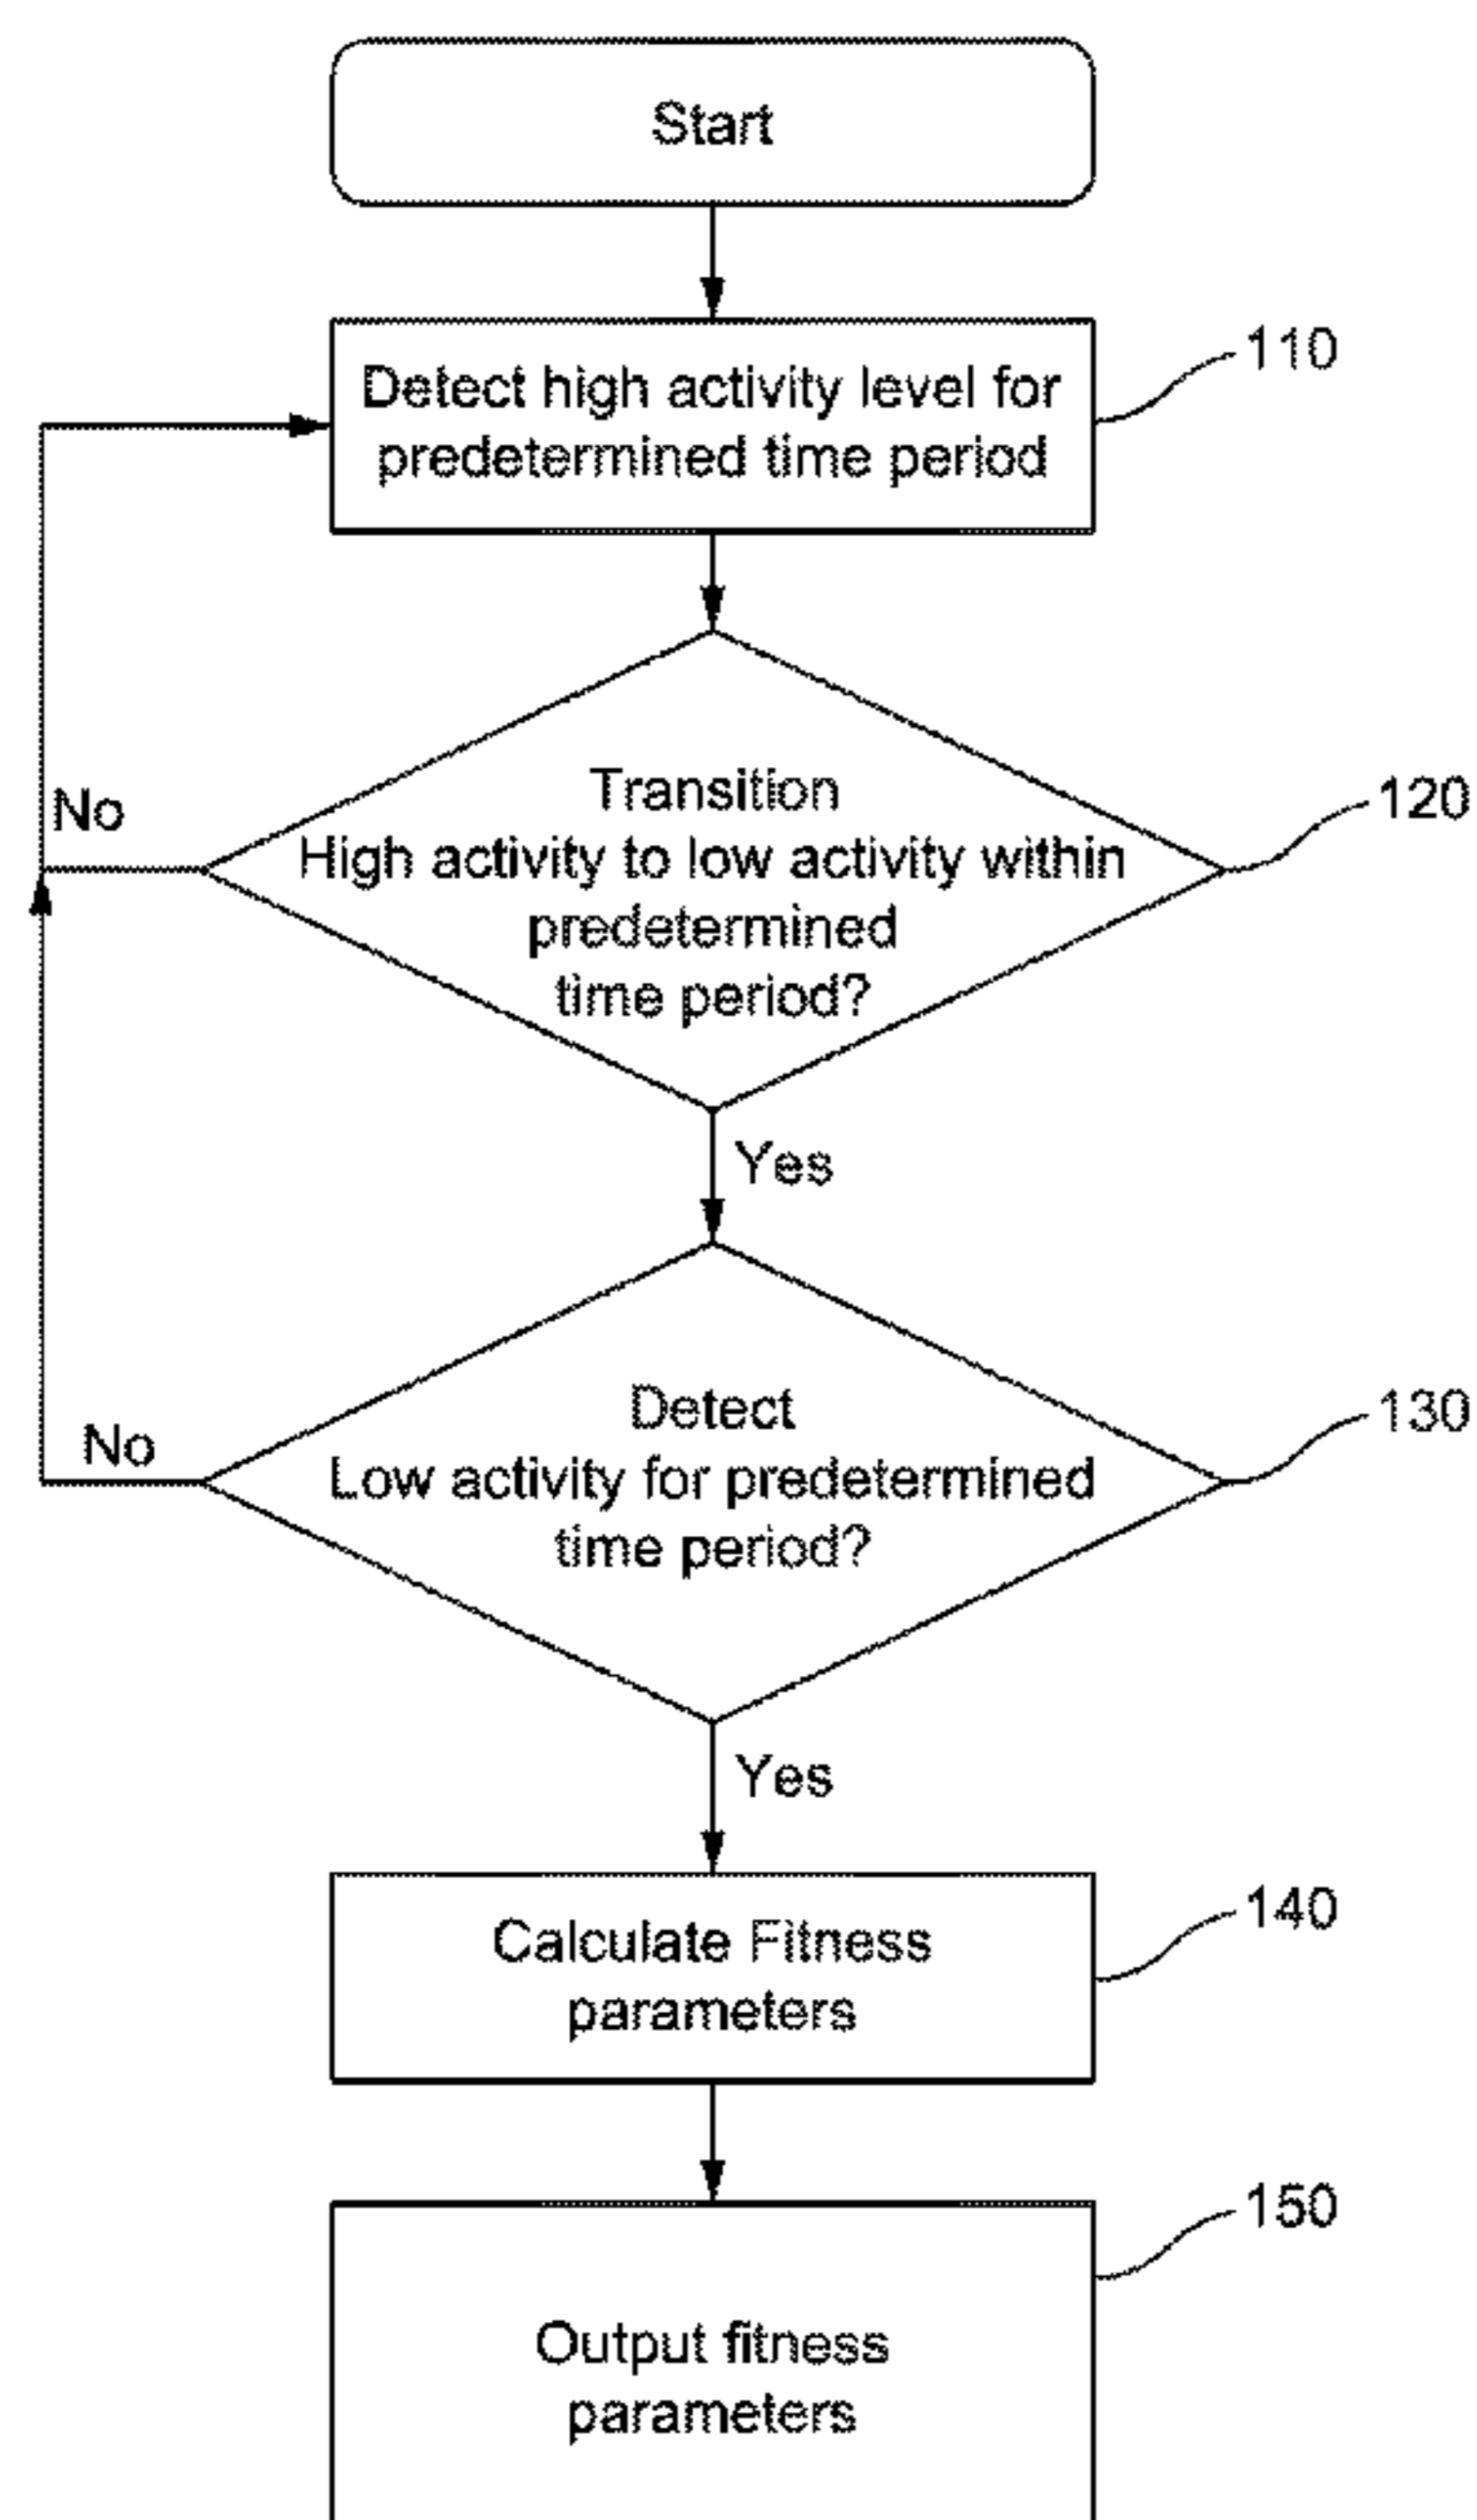 Start
Detect high activity level for
predetermined time period
110
Transition
High activity to low activity within
predetermined
time period?
120
No
Yes
Detect
Low activity for predetermined
time period?
130
No
Yes
Calculate Fitness
parameters
140
Output fitness
parameters
150